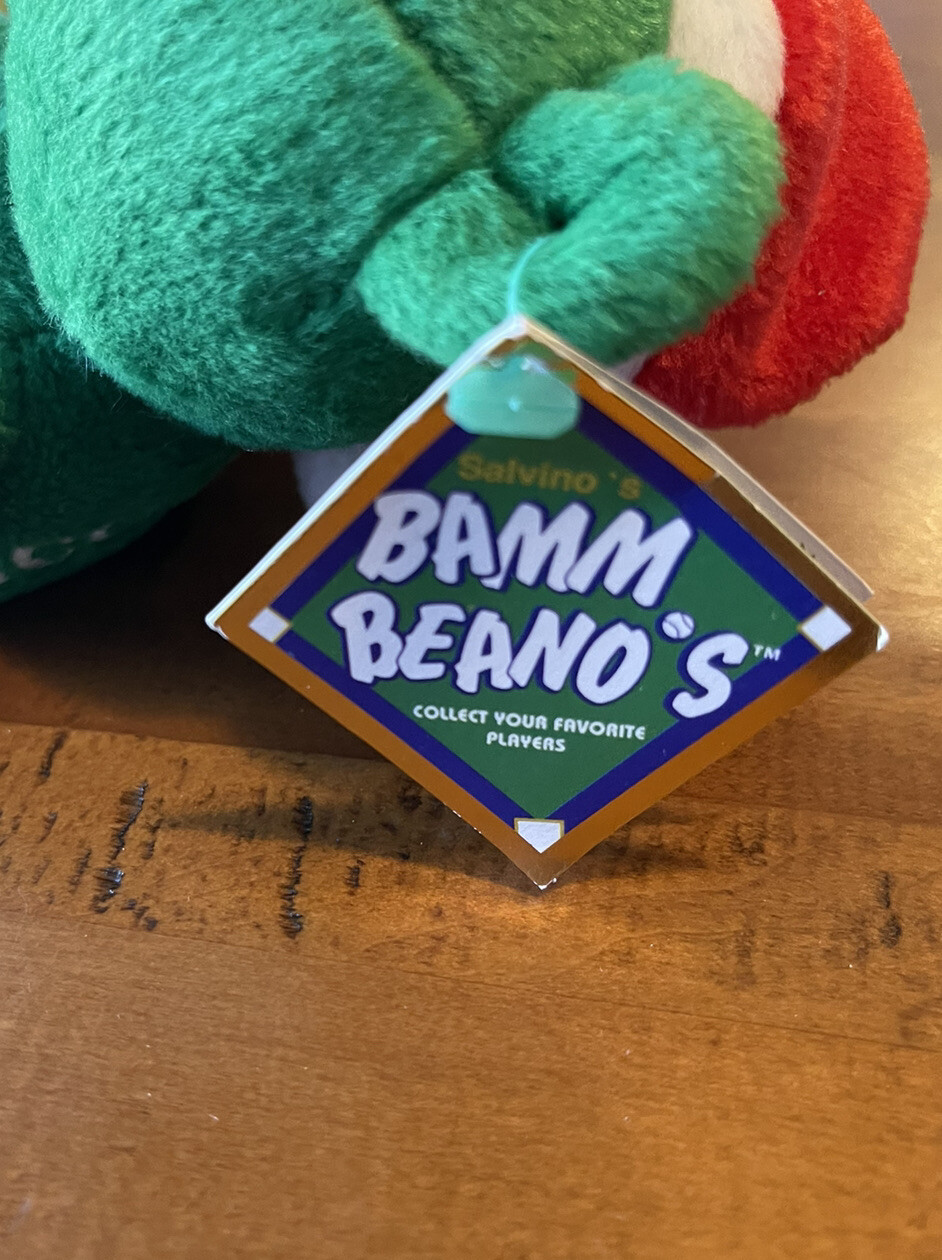 Salvino 's
BAMM
BEANO'S™
COLLECT YOUR FAVORITE
PLAYERS